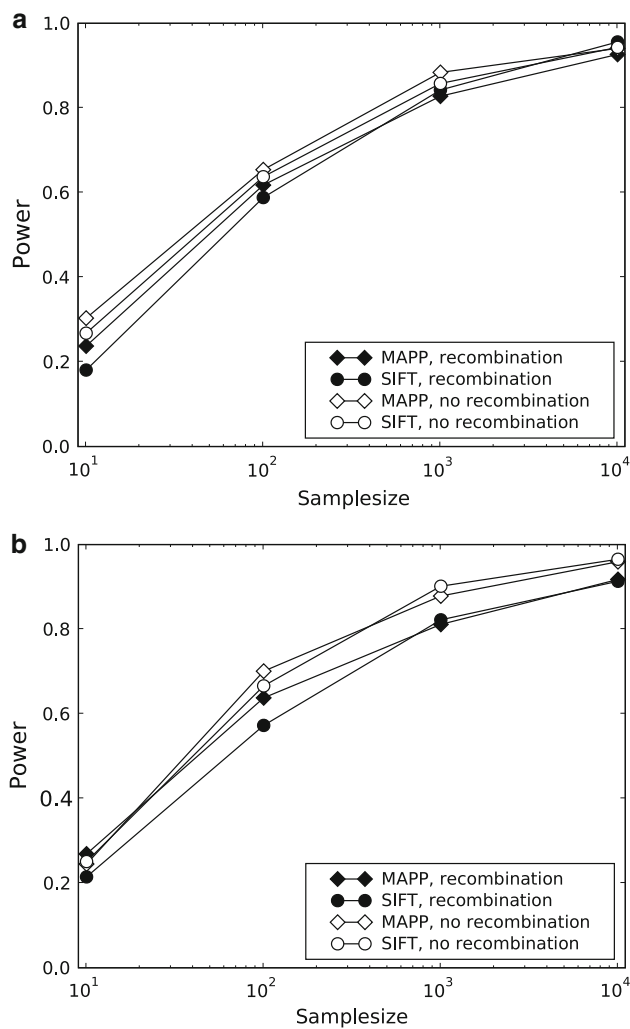 a
1.0
0.8
0.6
0.4
0.2
0.0
Power
10¹ 10² 10³ 10⁴
Samplesize
MAPP, recombination
SIFT, recombination
MAPP, no recombination
SIFT, no recombination
b
1.0
0.8
0.6
0.4
0.2
0.0
Power
10¹ 10² 10³ 10⁴
Samplesize
MAPP, recombination
SIFT, recombination
MAPP, no recombination
SIFT, no recombination